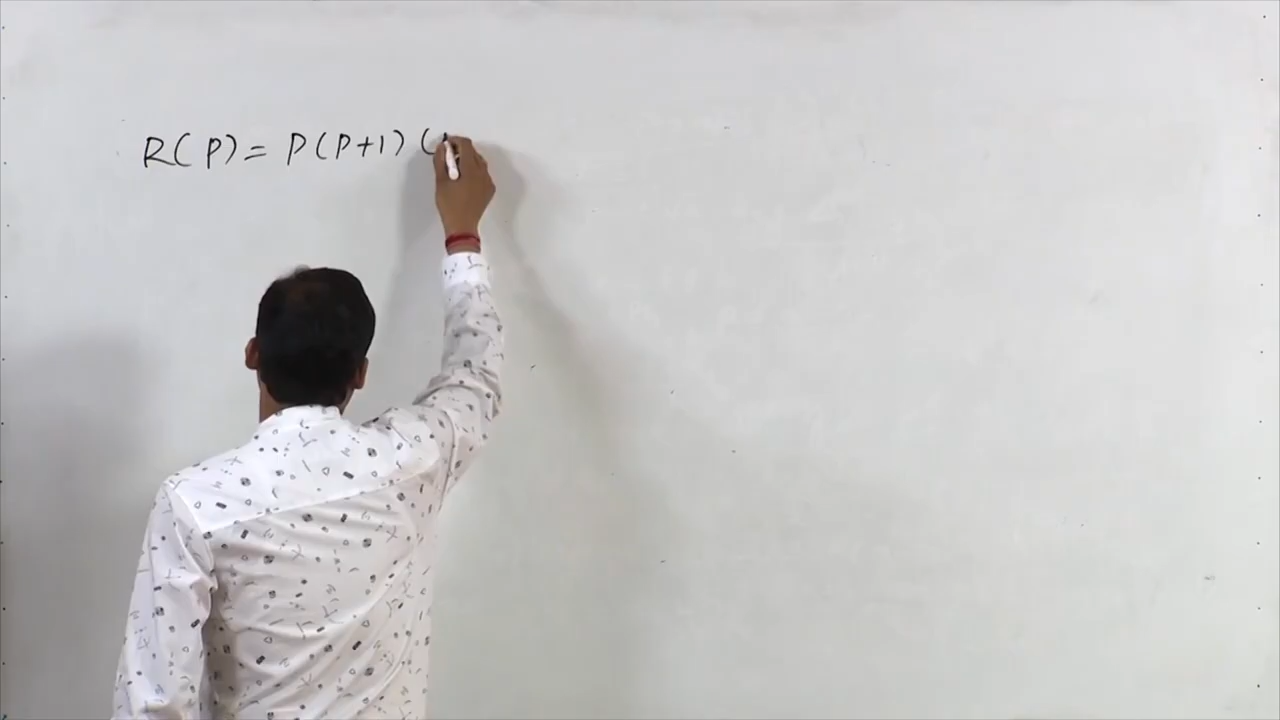 R(P) = P(P+1) (